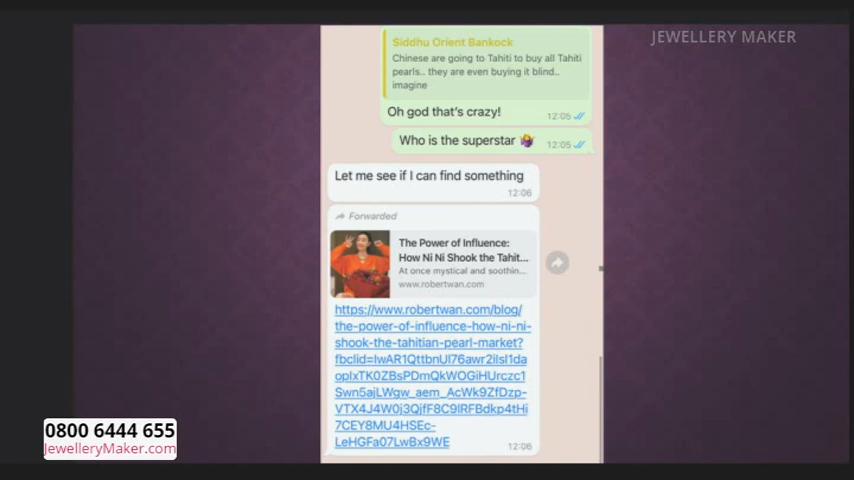 JEWELLERY MAKER
Siddhu Orient Bankock
Chinese are going to Tahiti to buy all Tahiti
pearls.. they are even buying it blind..
imagine
Oh god that's crazy!
12:05
Who is the superstar 🤷‍♀️
12:05
Let me see if I can find something
12:06
Forwarded
The Power of Influence:
How Ni Ni Shook the Tahit...
At once mystical and soothin...
www.robertwan.com
https://www.robertwan.com/blog/
the-power-of-influence-how-ni-ni-
shook-the-tahitian-pearl-market?
fbclid=IwAR1QttbnUl76awr2iIsI1da
opIxTK0ZBsPDmQkWOGiHUrczc1
Swn5ajLWgw_aem_AcWk9ZfDzp-
VTX4J4W0j3QjfF8C9lRFBdkp4tHi
7CEY8MU4HSEc-
LeHGFa07LwBx9WE
12:06
0800 6444 655
JewelleryMaker.com